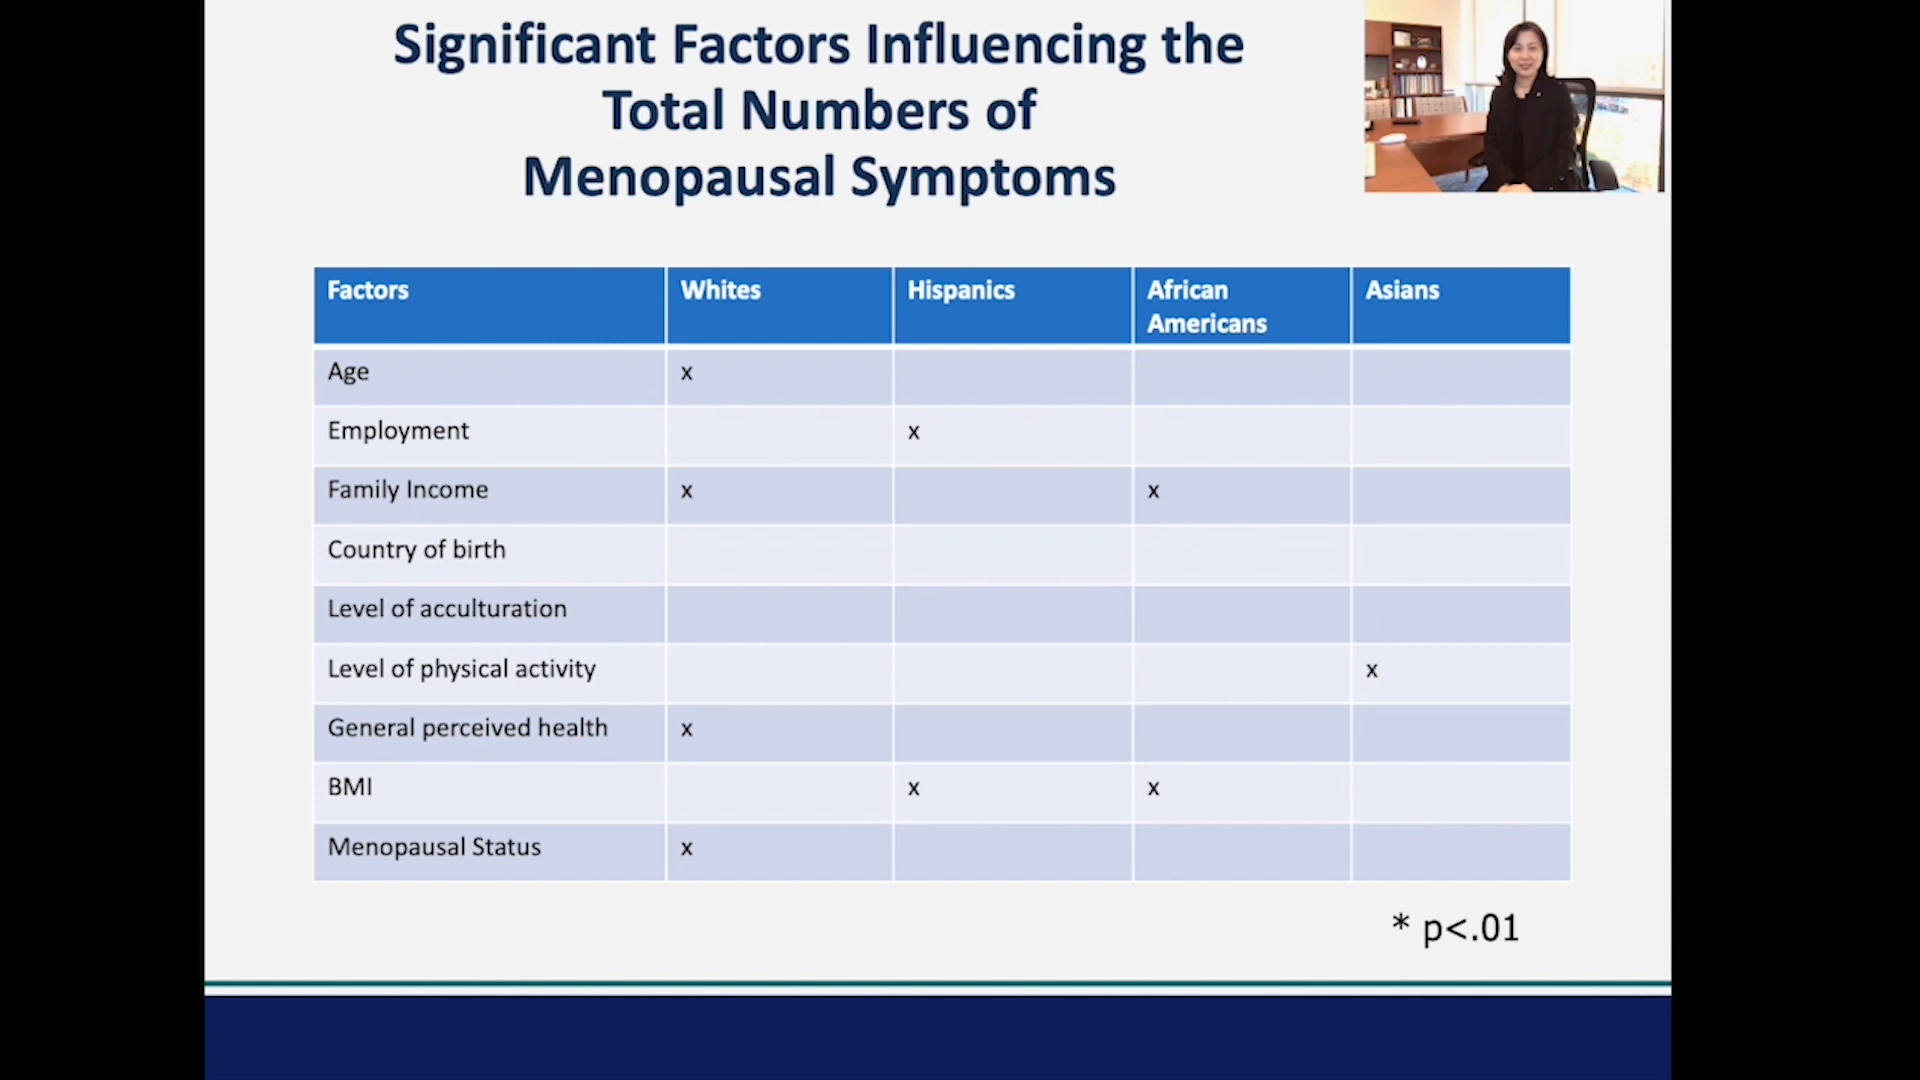 Significant Factors Influencing the
Total Numbers of
Menopausal Symptoms
Factors Whites Hispanics African Americans Asians
Age x
Employment x
Family Income x x
Country of birth
Level of acculturation
Level of physical activity x
General perceived health x
BMI x x
Menopausal Status x
* p<.01